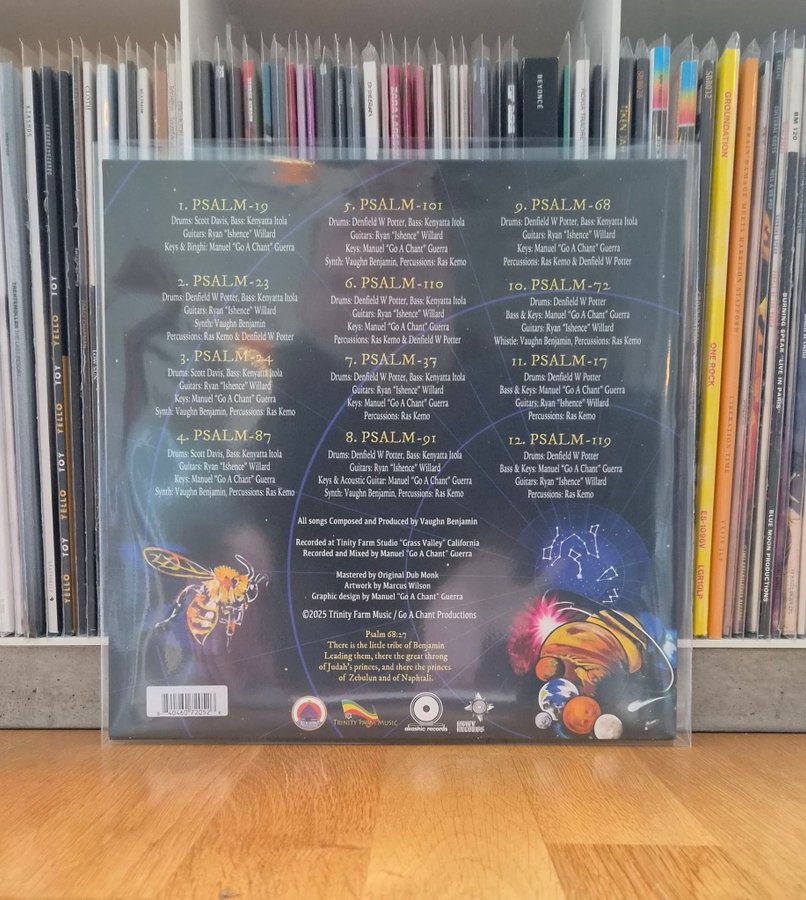 BEYONCE
GROUNDATION
ONE ROCK
ES-1096V
LGR10LP
LIBERATION TIME
BURNING SPEAR
LIVE IN PARIS
BLUE MOON PRODUCTIONS
BM 120
TOY
YELLO
TOY
YELLO
TOY
YELLO
1. PSALM-19
Drums: Scott Davis, Bass: Kenyatta Itola
Guitars: Ryan "Ishence" Willard
Keys & Binghi: Manuel "Go A Chant" Guerra
2. PSALM-23
Drums: Denfield W Potter, Bass: Kenyatta Itola
Guitars: Ryan "Ishence" Willard
Synth: Vaughn Benjamin
Percussions: Ras Kemo & Denfield W Potter
3. PSALM-24
Drums: Scott Davis, Bass: Kenyatta Itola
Guitars: Ryan "Ishence" Willard
Keys: Manuel "Go A Chant" Guerra
Synth: Vaughn Benjamin, Percussions: Ras Kemo
4. PSALM-87
Drums: Scott Davis, Bass: Kenyatta Itola
Guitars: Ryan "Ishence" Willard
Keys: Manuel "Go A Chant" Guerra
Synth: Vaughn Benjamin, Percussions: Ras Kemo
5. PSALM-101
Drums: Denfield W Potter, Bass: Kenyatta Itola
Guitars: Ryan "Ishence" Willard
Keys: Manuel "Go A Chant" Guerra
Synth: Vaughn Benjamin, Percussions: Ras Kemo
6. PSALM-110
Drums: Denfield W Potter, Bass: Kenyatta Itola
Guitars: Ryan "Ishence" Willard
Keys: Manuel "Go A Chant" Guerra
Percussions: Ras Kemo & Denfield W Potter
7. PSALM-37
Drums: Denfield W Potter, Bass: Kenyatta Itola
Guitars: Ryan "Ishence" Willard
Keys: Manuel "Go A Chant" Guerra
Percussions: Ras Kemo
8. PSALM-91
Drums: Denfield W Potter, Bass: Kenyatta Itola
Guitars: Ryan "Ishence" Willard
Keys & Acoustic Guitar: Manuel "Go A Chant" Guerra
Synth: Vaughn Benjamin, Percussions: Ras Kemo
9. PSALM-68
Drums: Denfield W Potter, Bass: Kenyatta Itola
Guitars: Ryan "Ishence" Willard
Keys: Manuel "Go A Chant" Guerra
Percussions: Ras Kemo & Denfield W Potter
10. PSALM-72
Drums: Denfield W Potter
Bass & Keys: Manuel "Go A Chant" Guerra
Guitars: Ryan "Ishence" Willard
Whistle: Vaughn Benjamin, Percussions: Ras Kemo
11. PSALM-17
Drums: Denfield W Potter
Bass & Keys: Manuel "Go A Chant" Guerra
Guitars: Ryan "Ishence" Willard
Percussions: Ras Kemo
12. PSALM-119
Drums: Denfield W Potter
Bass & Keys: Manuel "Go A Chant" Guerra
Guitars: Ryan "Ishence" Willard
Percussions: Ras Kemo
All songs Composed and Produced by Vaughn Benjamin
Recorded at Tinity Farm Studio "Grass Valley" California
Recorded and Mixed by Manuel "Go A Chant" Guerra
Mastered by Original Dub Monk
Artwork by Marcus Wilson
Graphic design by Manuel "Go A Chant" Guerra
©2025 Trinity Farm Music / Go A Chant Productions
Psalm 68:27
There is the little tribe of Benjamin
Leading them, there the great throng
of Judah's princes, and there the princes
of Zebulun and of Naphtali.
TRINITY FARM MUSIC
akashic records